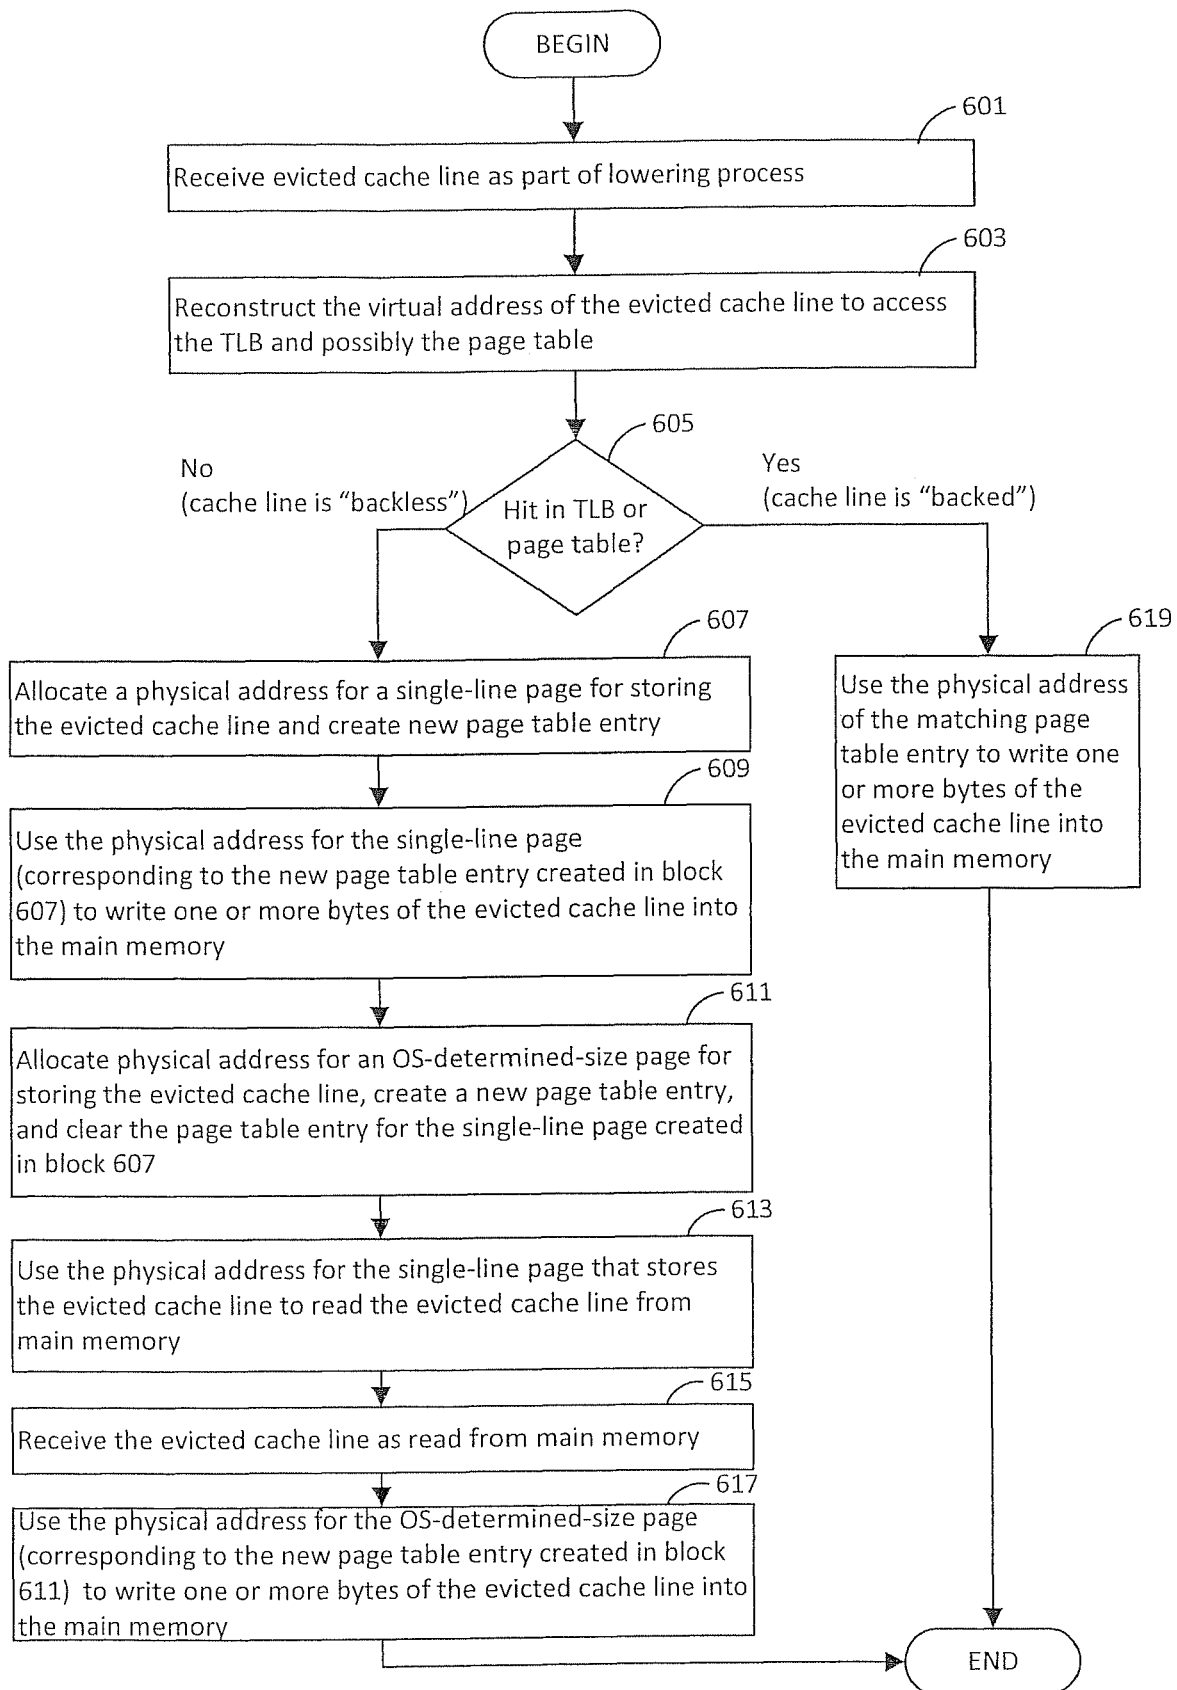 BEGIN
601
Receive evicted cache line as part of lowering process
603
Reconstruct the virtual address of the evicted cache line to access
the TLB and possibly the page table
605
No
(cache line is “backless”)
Yes
(cache line is “backed”)
Hit in TLB or
page table?
607
Allocate a physical address for a single-line page for storing
the evicted cache line and create new page table entry
619
Use the physical address
of the matching page
table entry to write one
or more bytes of the
evicted cache line into
the main memory
609
Use the physical address for the single-line page
(corresponding to the new page table entry created in block
607) to write one or more bytes of the evicted cache line into
the main memory
611
Allocate physical address for an OS-determined-size page for
storing the evicted cache line, create a new page table entry,
and clear the page table entry for the single-line page created
in block 607
613
Use the physical address for the single-line page that stores
the evicted cache line to read the evicted cache line from
main memory
615
Receive the evicted cache line as read from main memory
617
Use the physical address for the OS-determined-size page
(corresponding to the new page table entry created in block
611) to write one or more bytes of the evicted cache line into
the main memory
END